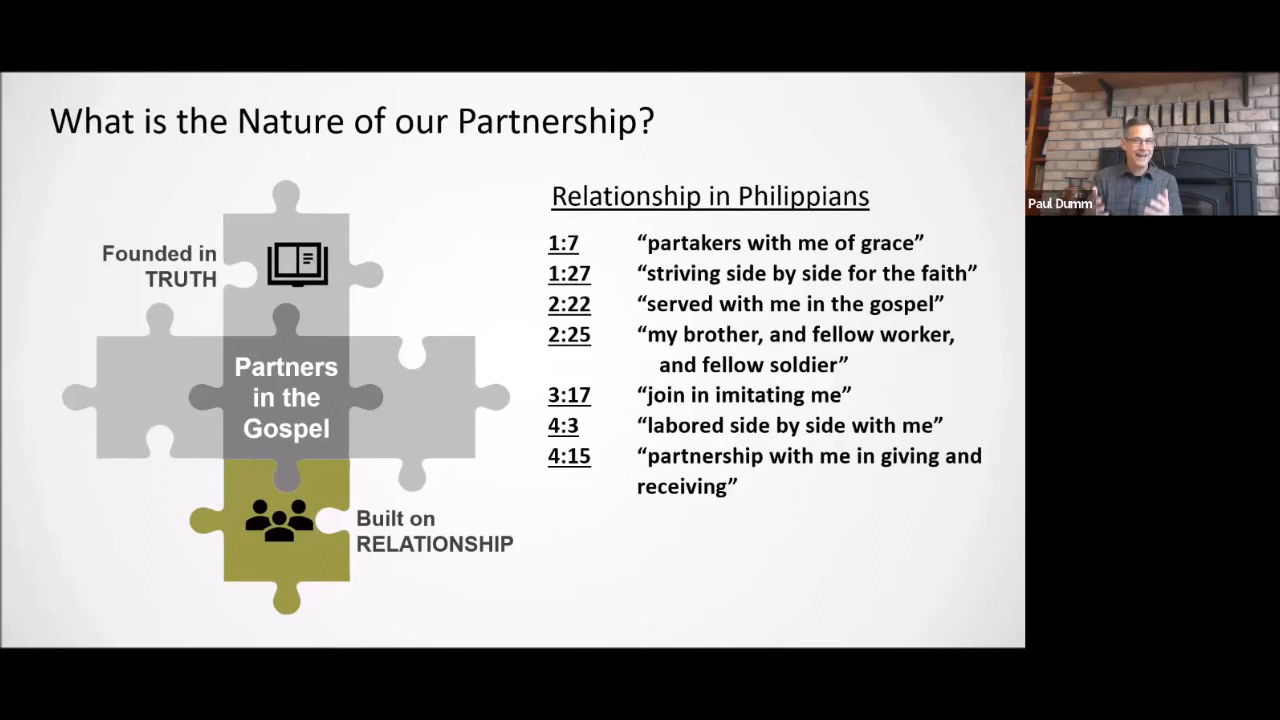 What is the Nature of our Partnership?
Founded in
TRUTH
Partners
in the
Gospel
Built on
RELATIONSHIP
Relationship in Philippians
1:7 “partakers with me of grace”
1:27 “striving side by side for the faith”
2:22 “served with me in the gospel”
2:25 “my brother, and fellow worker,
and fellow soldier”
3:17 “join in imitating me”
4:3 “labored side by side with me”
4:15 “partnership with me in giving and
receiving”
Paul Dumm